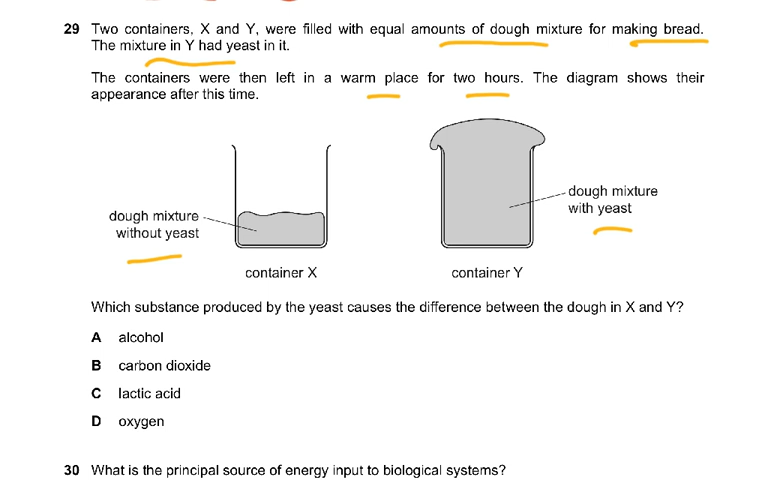 29 Two containers, X and Y, were filled with equal amounts of dough mixture for making bread.
The mixture in Y had yeast in it.
The containers were then left in a warm place for two hours. The diagram shows their
appearance after this time.
dough mixture
without yeast
dough mixture
with yeast
container X
container Y
Which substance produced by the yeast causes the difference between the dough in X and Y?
A alcohol
B carbon dioxide
C lactic acid
D oxygen
30 What is the principal source of energy input to biological systems?